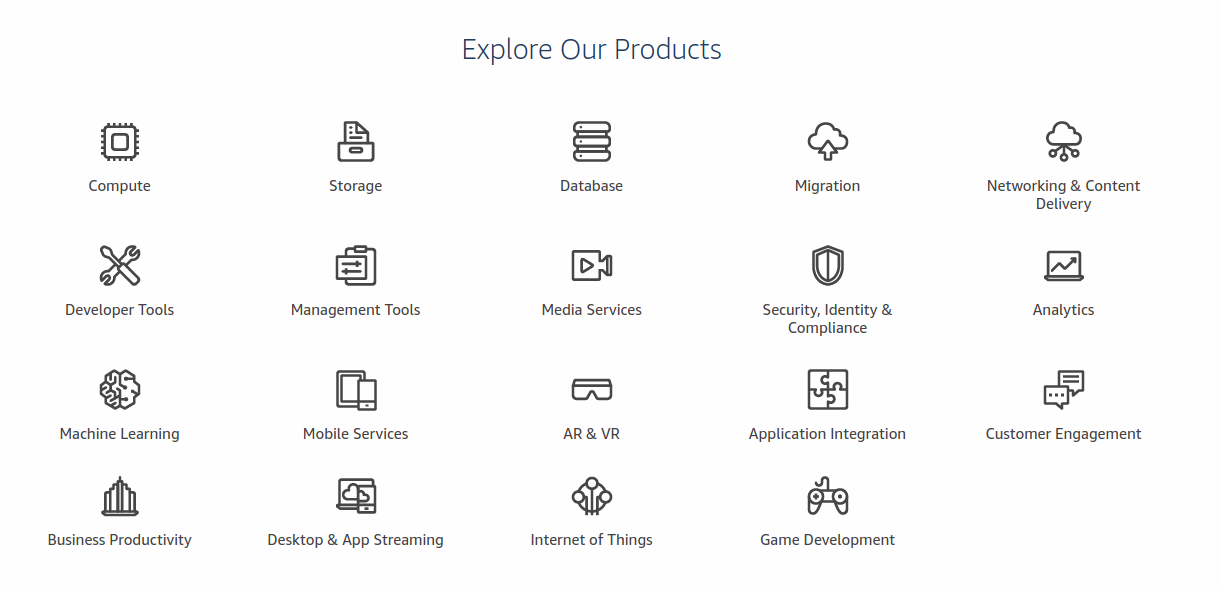 Explore Our Products
Compute
Storage
Database
Migration
Networking & Content
Delivery
Developer Tools
Management Tools
Media Services
Security, Identity &
Compliance
Analytics
Machine Learning
Mobile Services
AR & VR
Application Integration
Customer Engagement
Business Productivity
Desktop & App Streaming
Internet of Things
Game Development